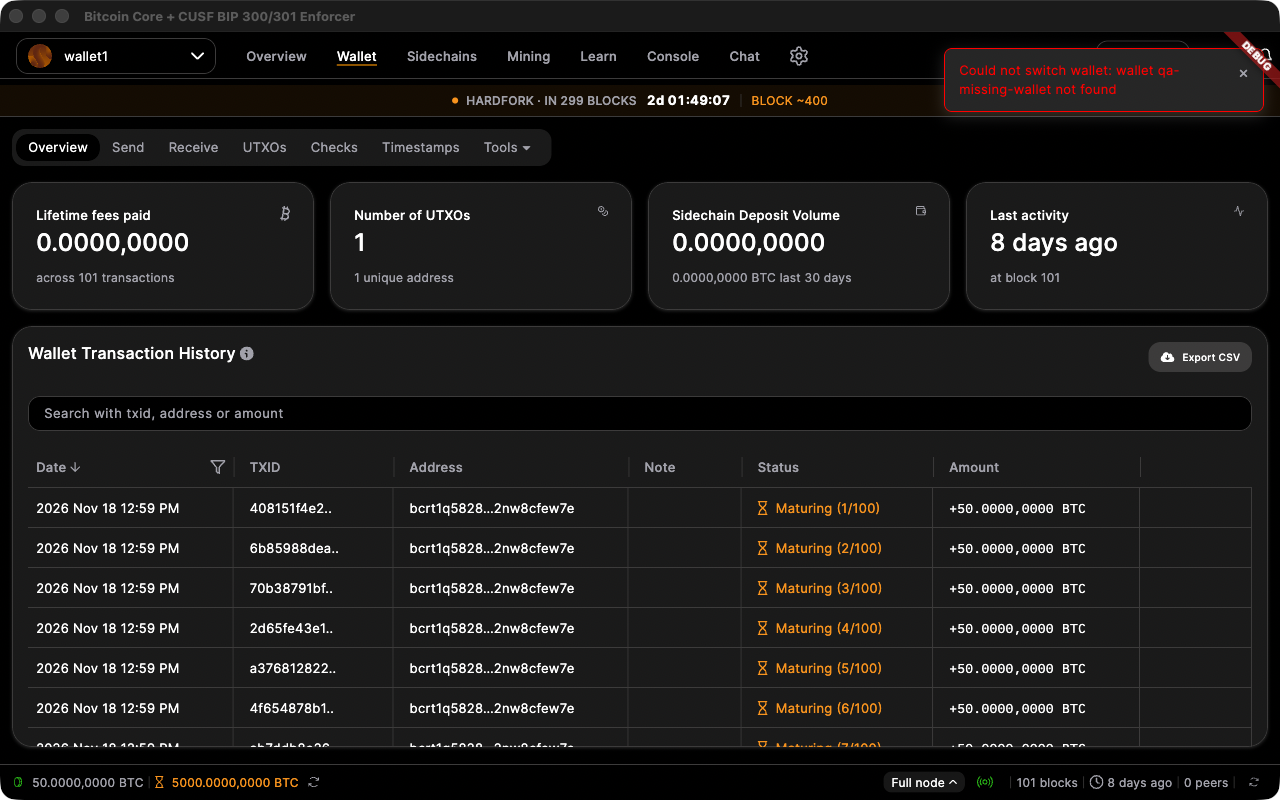 Bitcoin Core + CUSF BIP 300/301 Enforcer
wallet1
Overview
Wallet
Sidechains
Mining
Learn
Console
Chat
DEBUG
Could not switch wallet: wallet qa-
missing-wallet not found
HARDFORK · IN 299 BLOCKS 2d 01:49:07 BLOCK ~400
Overview Send Receive UTXOs Checks Timestamps Tools
Lifetime fees paid
0.0000,0000
across 101 transactions
Number of UTXOs
1
1 unique address
Sidechain Deposit Volume
0.0000,0000
0.0000,0000 BTC last 30 days
Last activity
8 days ago
at block 101
Wallet Transaction History
Export CSV
Search with txid, address or amount
Date TXID Address Note Status Amount
2026 Nov 18 12:59 PM 408151f4e2.. bcrt1q5828...2nw8cfew7e Maturing (1/100) +50.0000,0000 BTC
2026 Nov 18 12:59 PM 6b85988dea.. bcrt1q5828...2nw8cfew7e Maturing (2/100) +50.0000,0000 BTC
2026 Nov 18 12:59 PM 70b38791bf.. bcrt1q5828...2nw8cfew7e Maturing (3/100) +50.0000,0000 BTC
2026 Nov 18 12:59 PM 2d65fe43e1.. bcrt1q5828...2nw8cfew7e Maturing (4/100) +50.0000,0000 BTC
2026 Nov 18 12:59 PM a376812822.. bcrt1q5828...2nw8cfew7e Maturing (5/100) +50.0000,0000 BTC
2026 Nov 18 12:59 PM 4f654878b1.. bcrt1q5828...2nw8cfew7e Maturing (6/100) +50.0000,0000 BTC
50.0000,0000 BTC 5000.0000,0000 BTC
Full node 101 blocks 8 days ago 0 peers